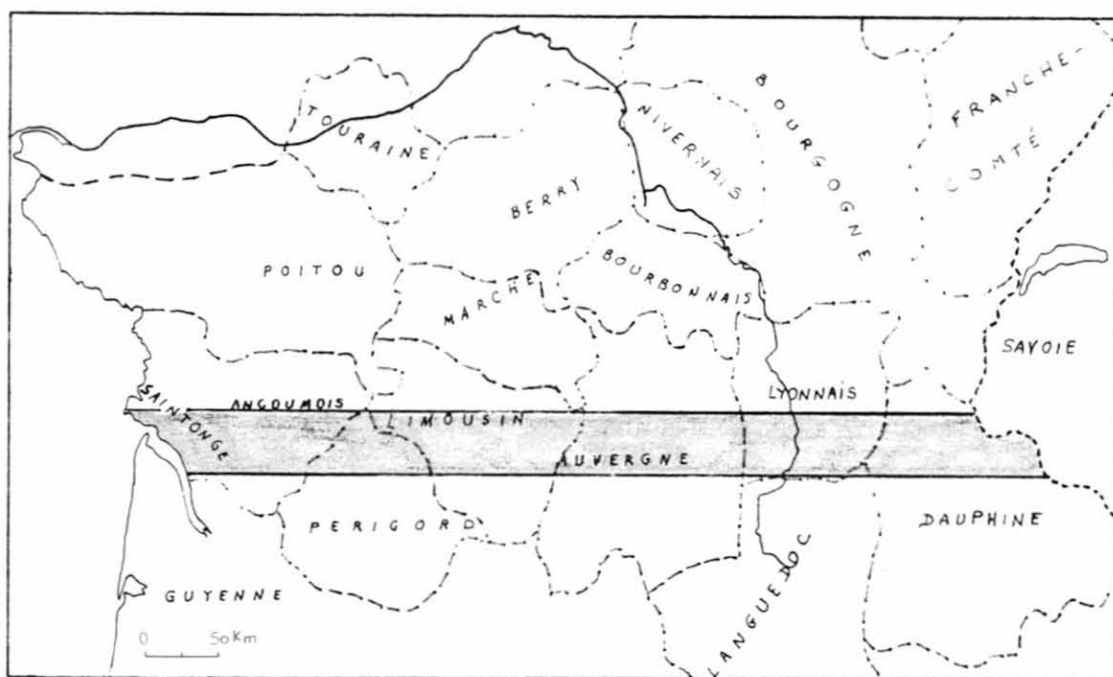 TOURAINE
NIVERNAIS
BOURGOGNE
FRANCHE-
COMTÉ
BERRY
POITOU
MARCHE
BOURBONNAIS
SAVOIE
SAINTONGE
ANGOUMOIS
LIMOUSIN
LYONNAIS
AUVERGNE
PERIGORD
DAUPHINE
GUYENNE
LANGUEDOC
0 50 Km